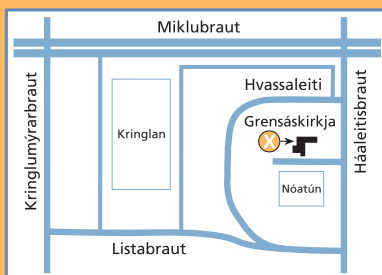 Miklubraut
Kringlumýrarbraut
Hvassaleiti
Grensáskirkja
X
Kringlan
Háaleitisbraut
Nóatún
Listabraut